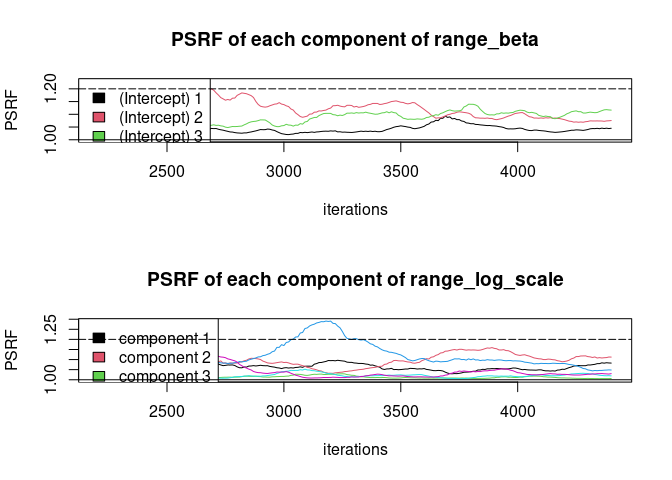 PSRF of each component of range_beta
PSRF
1.20
1.00
(Intercept) 1
(Intercept) 2
(Intercept) 3
2500 3000 3500 4000
iterations
PSRF of each component of range_log_scale
PSRF
1.25
1.00
component 1
component 2
component 3
2500 3000 3500 4000
iterations